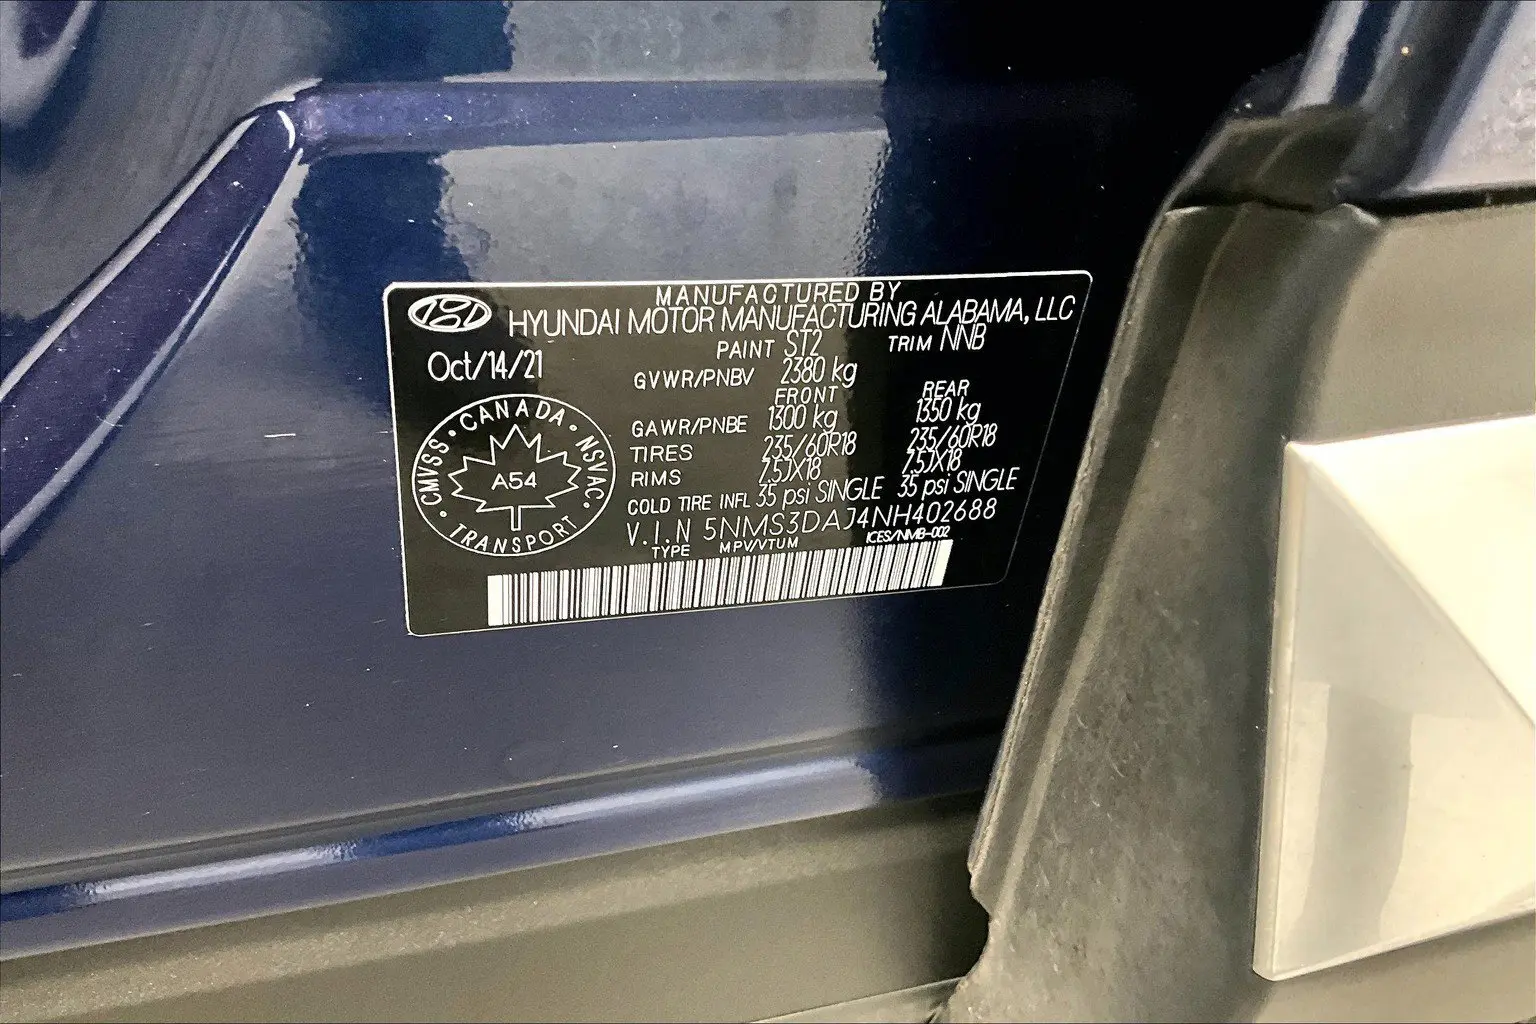 MANUFACTURED BY
HYUNDAI MOTOR MANUFACTURING ALABAMA, LLC
Oct/14/21
PAINT ST2 TRIM NNB
GVWR/PNBV 2380 kg
FRONT REAR
GAWR/PNBE 1300 kg 1350 kg
TIRES 235/60R18 235/60R18
RIMS 7.5JX18 7.5JX18
COLD TIRE INFL 35 psi SINGLE 35 psi SINGLE
V.I.N 5NMS3DAJ4NH402688
TYPE MPV/VTUM ICES/NMB-002
CMVSS · CANADA · NSVAC · TRANSPORT ·
A54